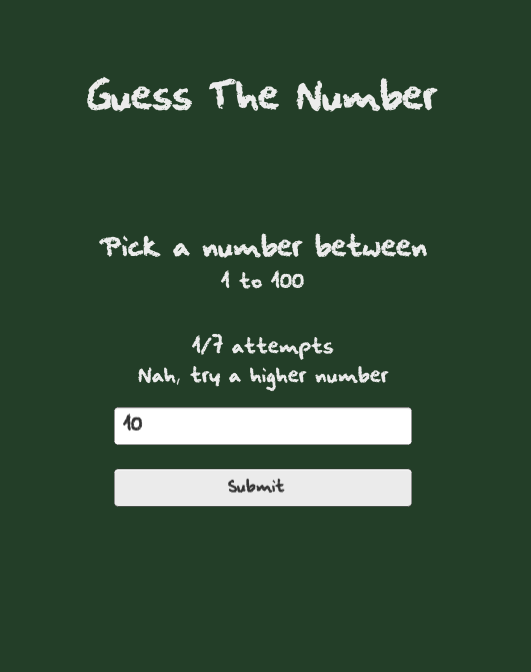 Guess The Number
Pick a number between
1 to 100
1/7 attempts
Nah, try a higher number
10
Submit